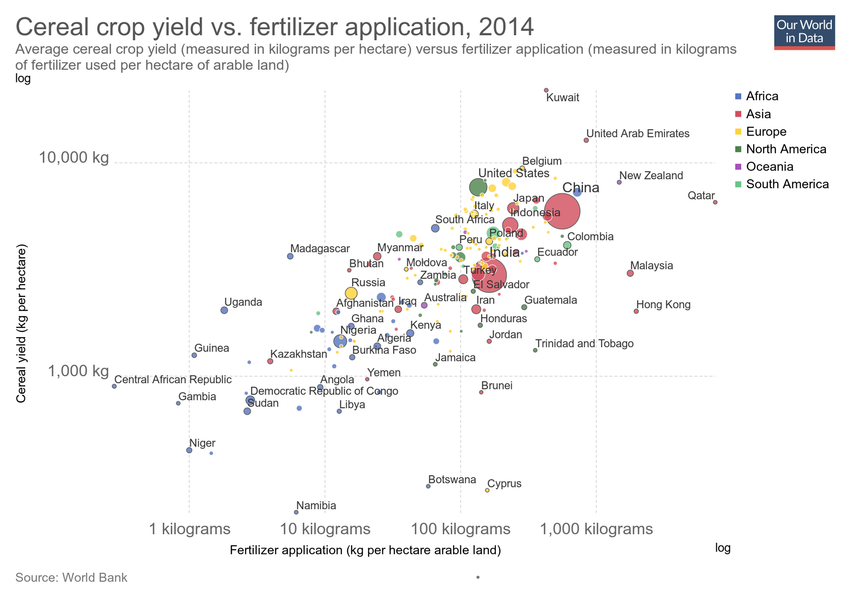 Cereal crop yield vs. fertilizer application, 2014
Average cereal crop yield (measured in kilograms per hectare) versus fertilizer application (measured in kilograms
of fertilizer used per hectare of arable land)
Our World
in Data
log
Kuwait
Africa
Asia
Europe
North America
Oceania
South America
United Arab Emirates
10,000 kg
Belgium
United States
New Zealand
China
Qatar
Japan
Italy
Indonesia
South Africa
Poland
Colombia
Peru
Madagascar
Myanmar
India
Ecuador
Bhutan
Moldova
Malaysia
Zambia
Turkey
Russia
El Salvador
Uganda
Afghanistan
Iraq
Australia
Iran
Guatemala
Hong Kong
Ghana
Honduras
Nigeria
Kenya
Algeria
Jordan
Guinea
Kazakhstan
Burkina Faso
Trinidad and Tobago
Jamaica
1,000 kg
Central African Republic
Angola
Yemen
Brunei
Democratic Republic of Congo
Gambia
Sudan
Libya
Niger
Botswana
Cyprus
Namibia
Cereal yield (kg per hectare)
1 kilograms
10 kilograms
100 kilograms
1,000 kilograms
Fertilizer application (kg per hectare arable land)
log
Source: World Bank